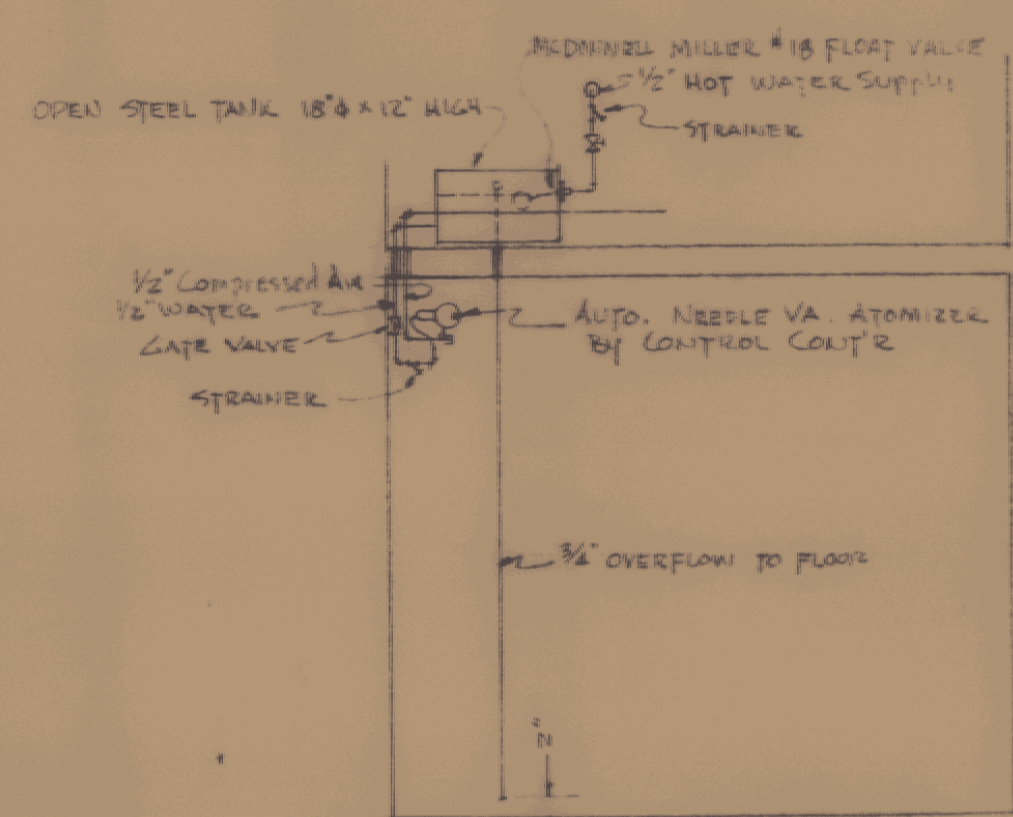 McDONNELL MILLER #18 FLOAT VALVE
1/2" HOT WATER SUPPLY
OPEN STEEL TANK 18"ϕ x 12" HIGH
STRAINER
1/2" COMPRESSED AIR
1/2" WATER
GATE VALVE
STRAINER
AUTO. NEEDLE VA. ATOMIZER
BY CONTROL CONT'R
3/4" OVERFLOW TO FLOOR
2"